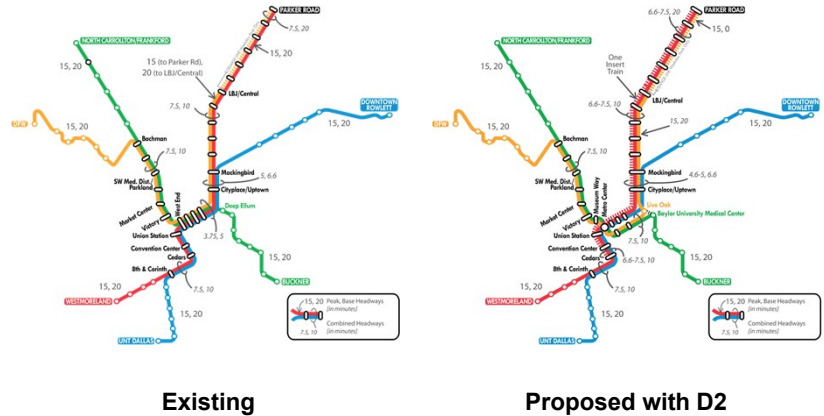 PARKER ROAD
7.5, 20
NORTH CARROLLTON/FRANKFORD
15, 20
15, 20
15 (to Parker Rd),
20 (to LBJ/Central)
LBJ/Central
7.5, 10
DOWNTOWN
ROWLETT
DFW
15, 20
15, 20
Bachman
7.5, 10
SW Med. Dist./
Parkland
Mockingbird
5, 6.6
Cityplace/Uptown
Market Center
Victory
West End
Deep Ellum
Union Station
3.75, 5
Convention Center
Cedars
8th & Corinth
15, 20
15, 20
7.5, 10
BUCKNER
WESTMORELAND
15, 20
UNT DALLAS
15, 20
Peak, Base Headways
(in minutes)
7.5, 10
Combined Headways
(in minutes)
Existing
PARKER ROAD
6.6-7.5, 20
15, 0
NORTH CARROLLTON/FRANKFORD
15, 20
One
Insert
Train
LBJ/Central
6.6-7.5, 10
DOWNTOWN
ROWLETT
DFW
15, 20
15, 20
15, 20
Bachman
7.5, 10
SW Med. Dist./
Parkland
Mockingbird
4.6-5, 6.6
Cityplace/Uptown
Museum Way
Metro Center
Market Center
Victory
Live Oak
Baylor University Medical Center
Union Station
7.5, 10
Convention Center
Cedars
6.6-7.5, 10
8th & Corinth
15, 20
15, 20
7.5, 10
BUCKNER
WESTMORELAND
15, 20
UNT DALLAS
15, 20
Peak, Base Headways
(in minutes)
7.5, 10
Combined Headways
(in minutes)
Proposed with D2